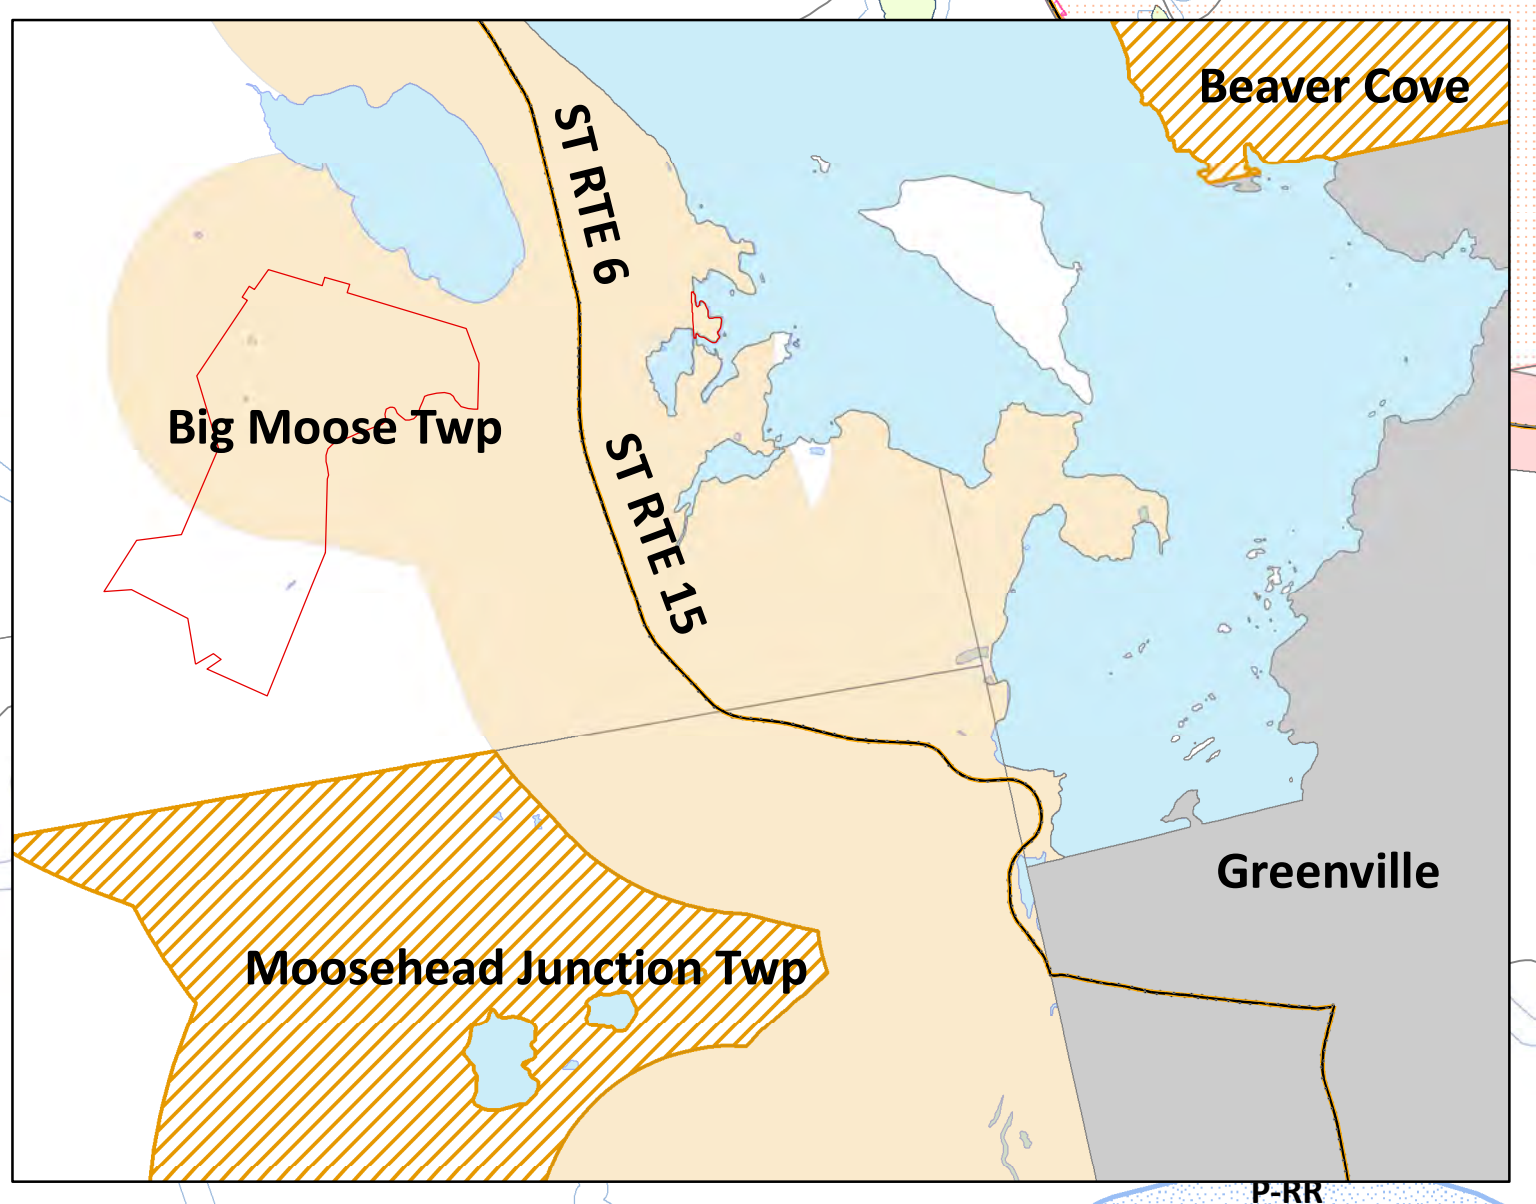 Beaver Cove
ST RTE 6
Big Moose Twp
ST RTE 15
Greenville
Moosehead Junction Twp
P-RR